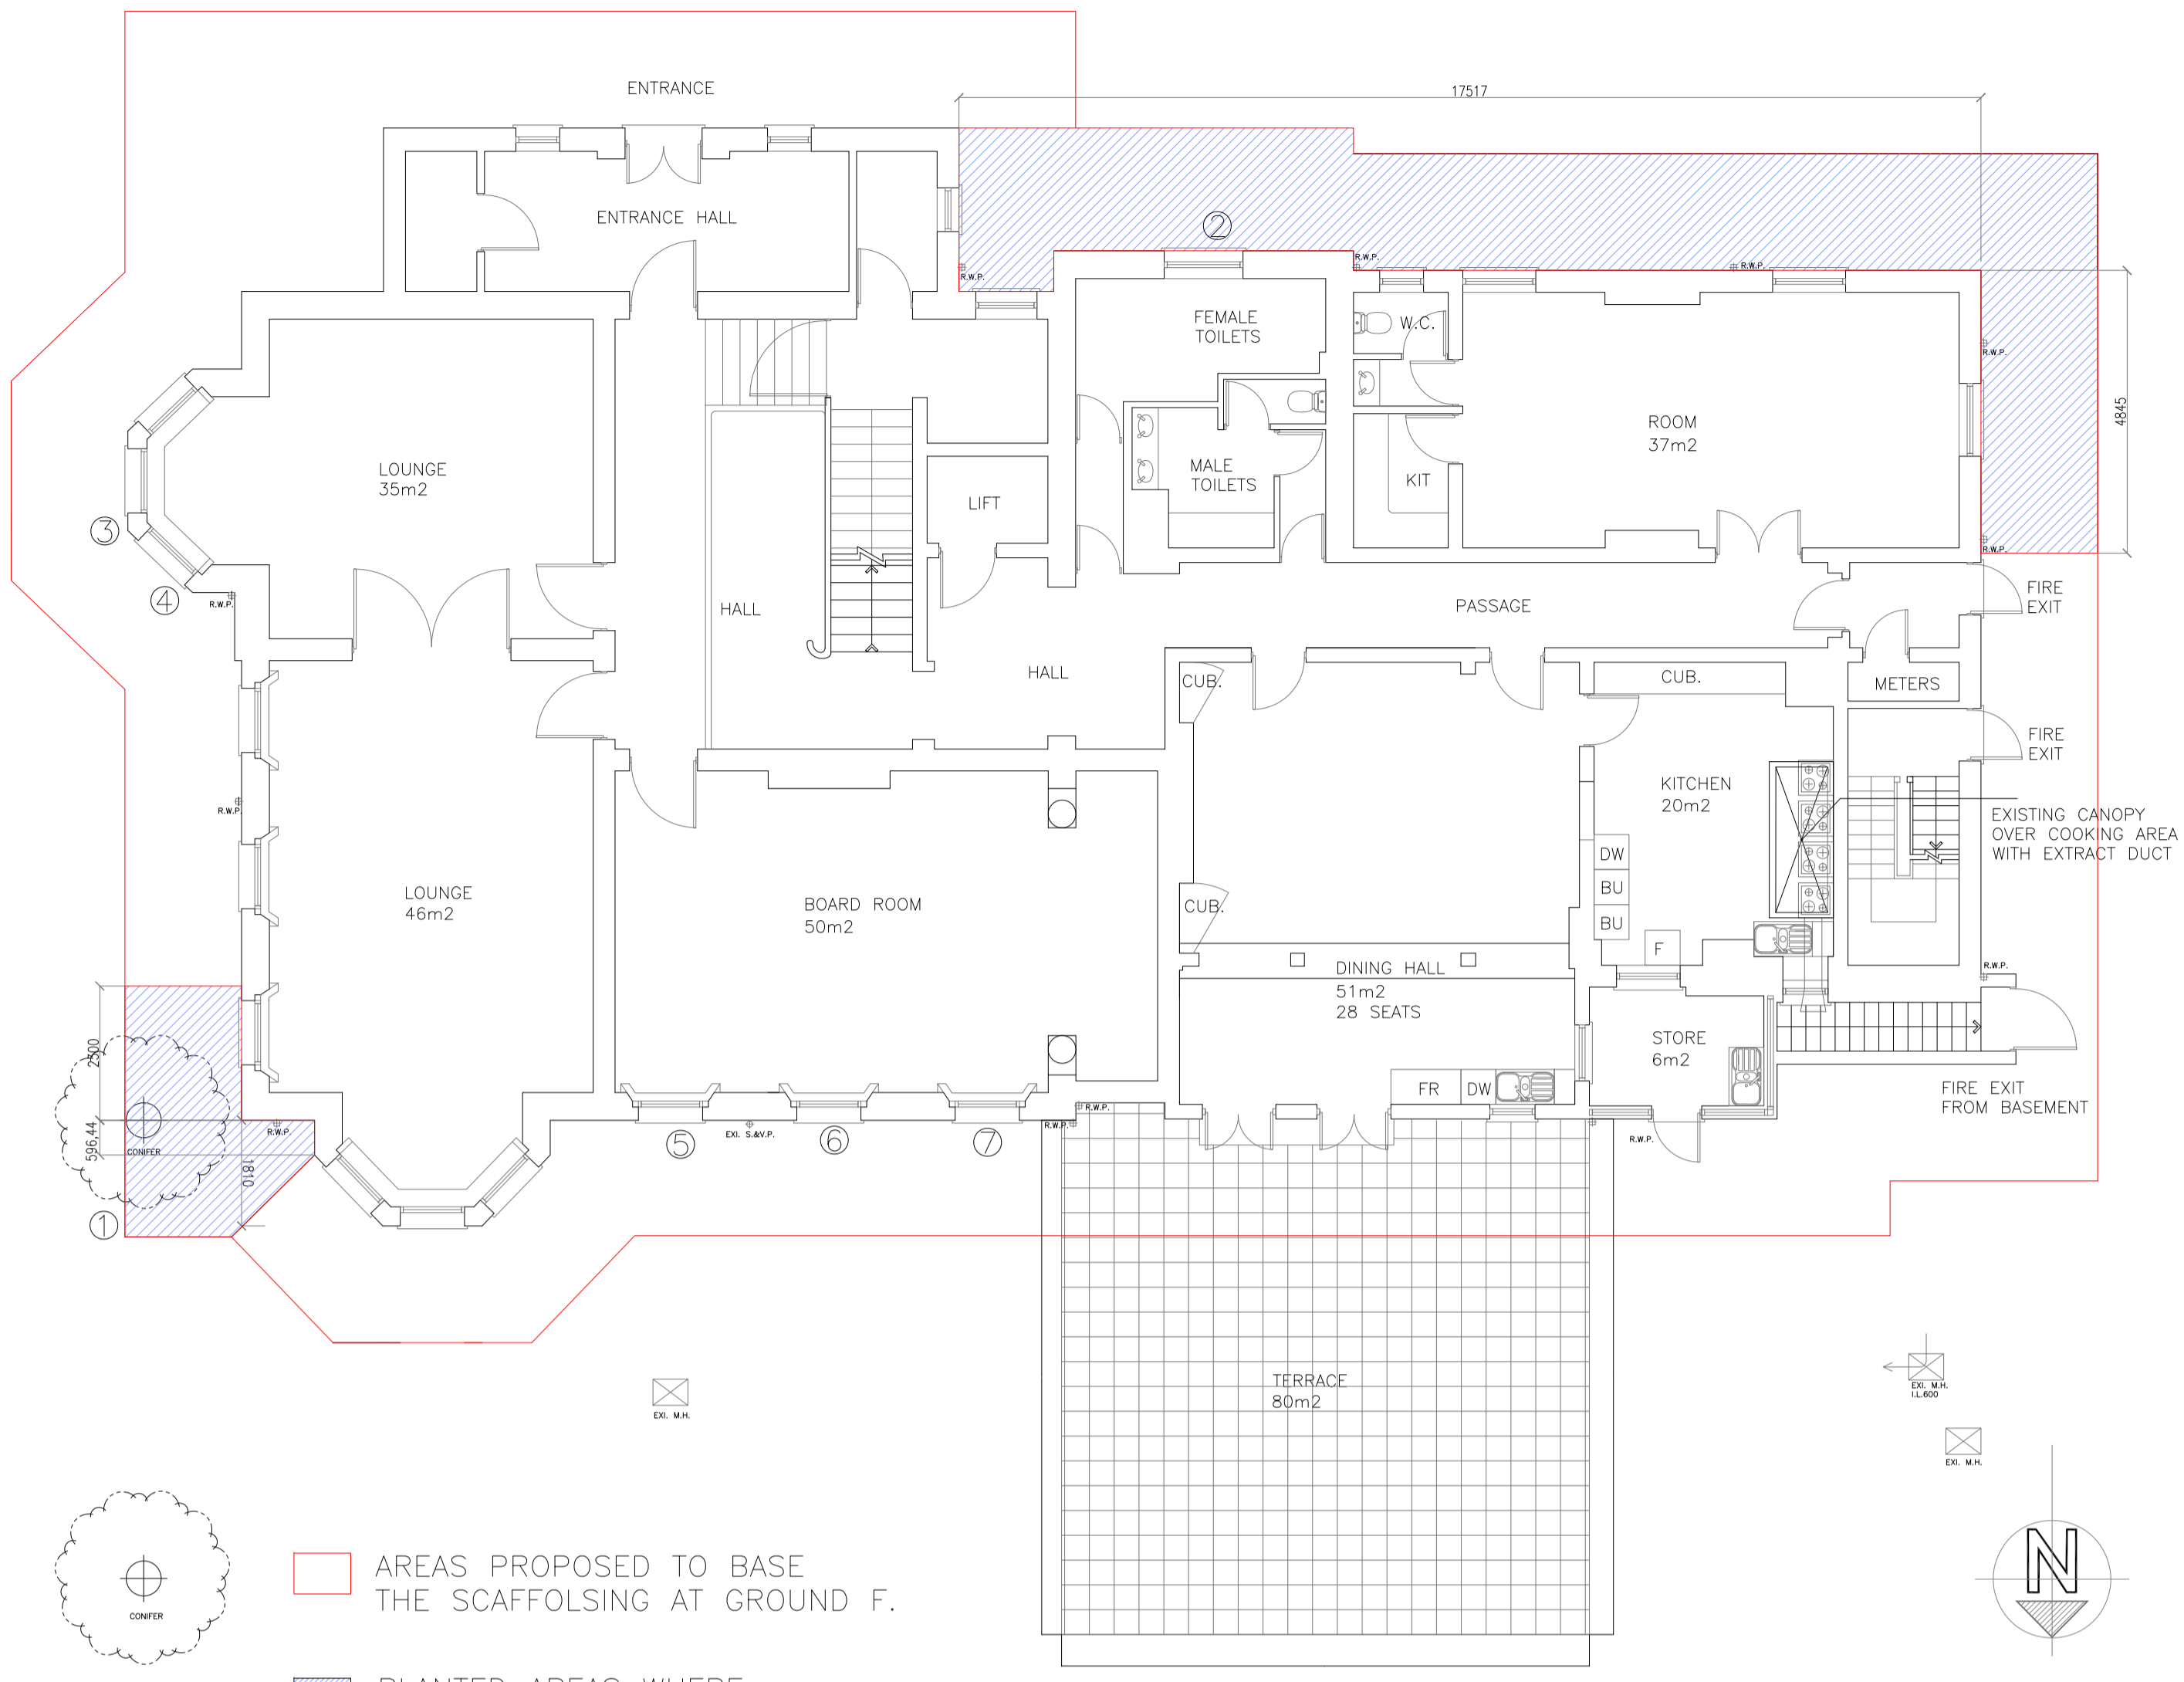 ENTRANCE
17517
ENTRANCE HALL
2
R.W.P.
R.W.P.
R.W.P.
FEMALE
TOILETS
W.C.
R.W.P.
4845
ROOM
37m2
LOUNGE
35m2
MALE
TOILETS
KIT
LIFT
3
R.W.P.
4
R.W.P.
HALL
PASSAGE
FIRE
EXIT
HALL
CUB.
CUB.
METERS
FIRE
EXIT
KITCHEN
20m2
R.W.P.
EXISTING CANOPY
OVER COOKING AREA
WITH EXTRACT DUCT
DW
BU
BU
LOUNGE
46m2
BOARD ROOM
50m2
CUB.
F
DINING HALL
51m2
28 SEATS
R.W.P.
2500
STORE
6m2
FR
DW
FIRE EXIT
FROM BASEMENT
R.W.P.
R.W.P.
R.W.P.
EXI. S.&V.P.
R.W.P.
596,44
CONIFER
1810
5
6
7
1
TERRACE
80m2
EXI. M.H.
EXI. M.H.
I.L.600
EXI. M.H.
N
CONIFER
AREAS PROPOSED TO BASE
THE SCAFFOLSING AT GROUND F.
PLANTED AREAS WHERE